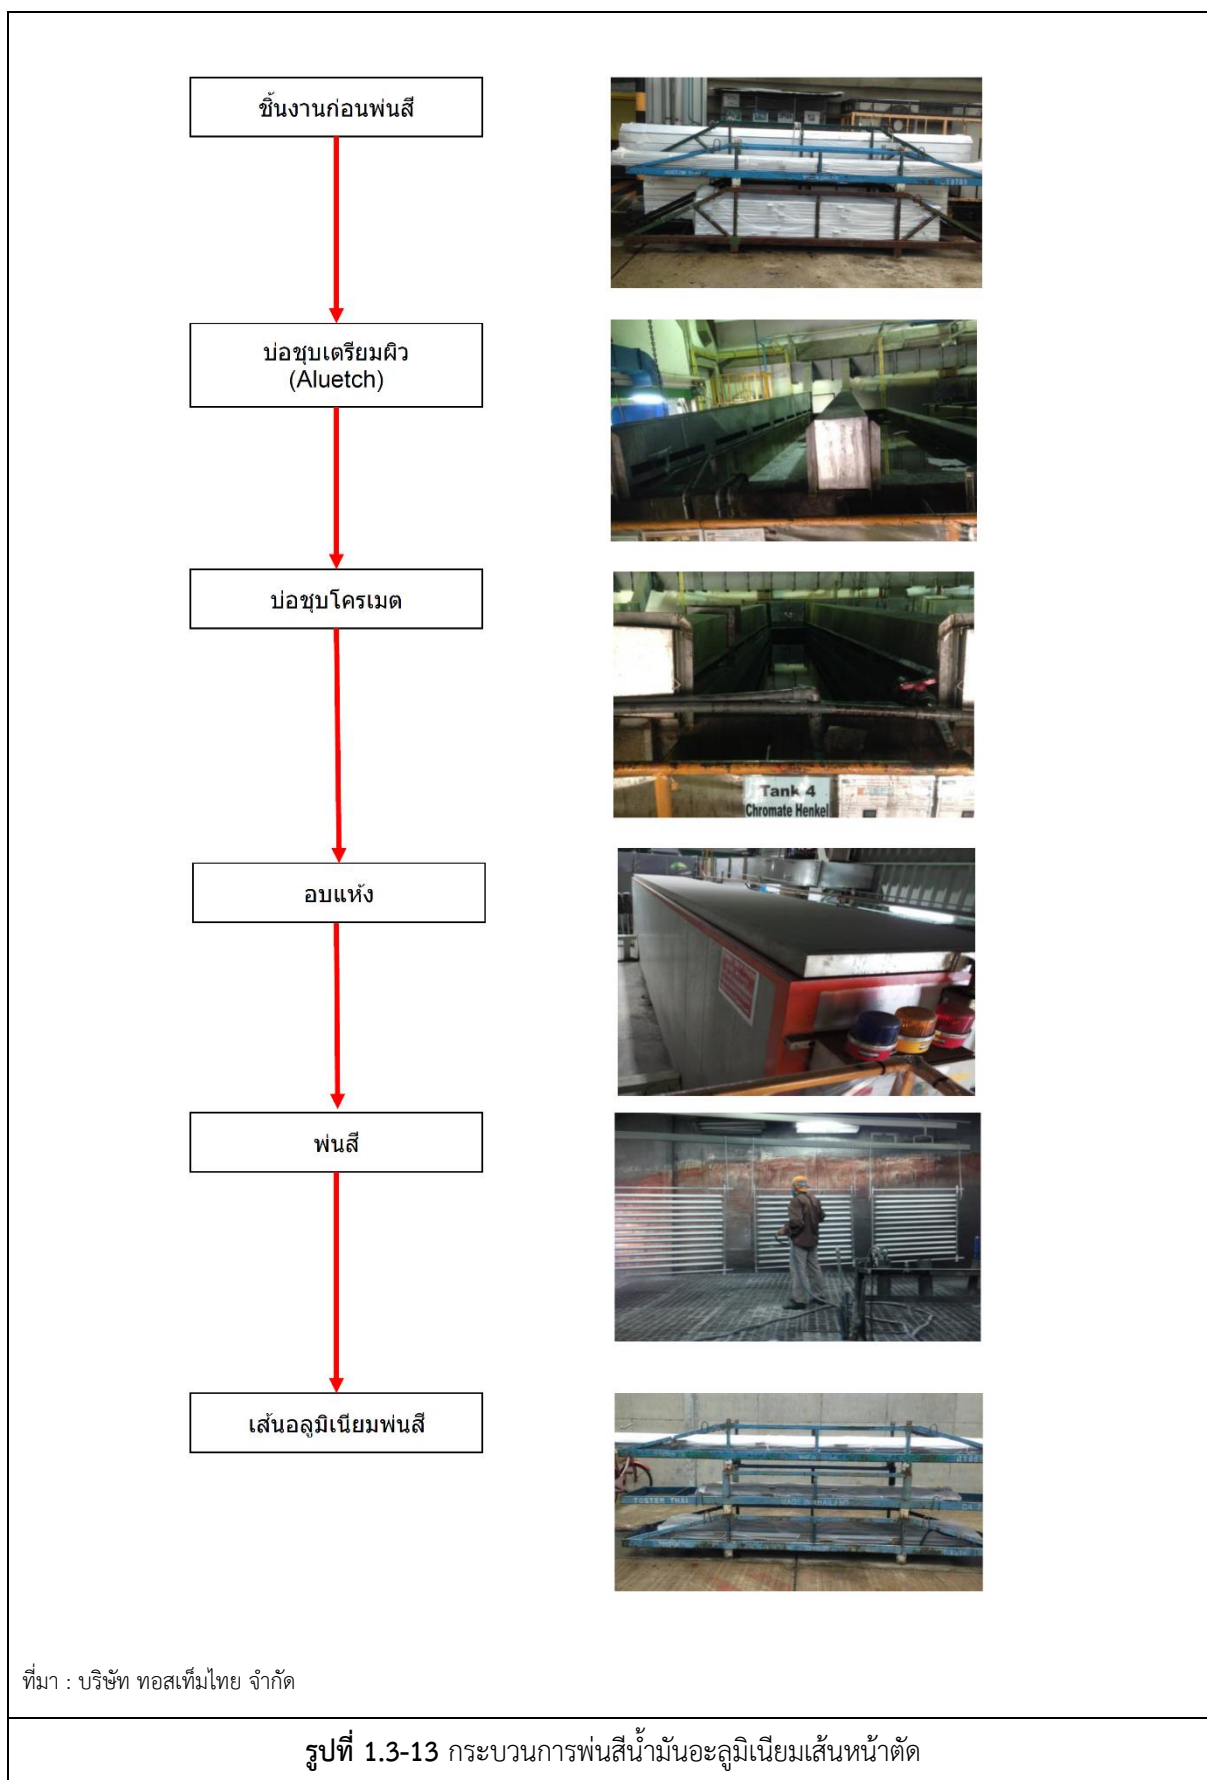 ชิ้นงานก่อนพ่นสี
บ่อชุบเตรียมผิว
(Aluetch)
บ่อชุบโครเมต
Tank 4
Chromate Henkel
อบแห้ง
พ่นสี
เส้นอลูมิเนียมพ่นสี
TOSTEM THAI
ที่มา : บริษัท ทอสเท็มไทย จำกัด
รูปที่ 1.3-13 กระบวนการพ่นสีน้ำมันอะลูมิเนียมเส้นหน้าตัด